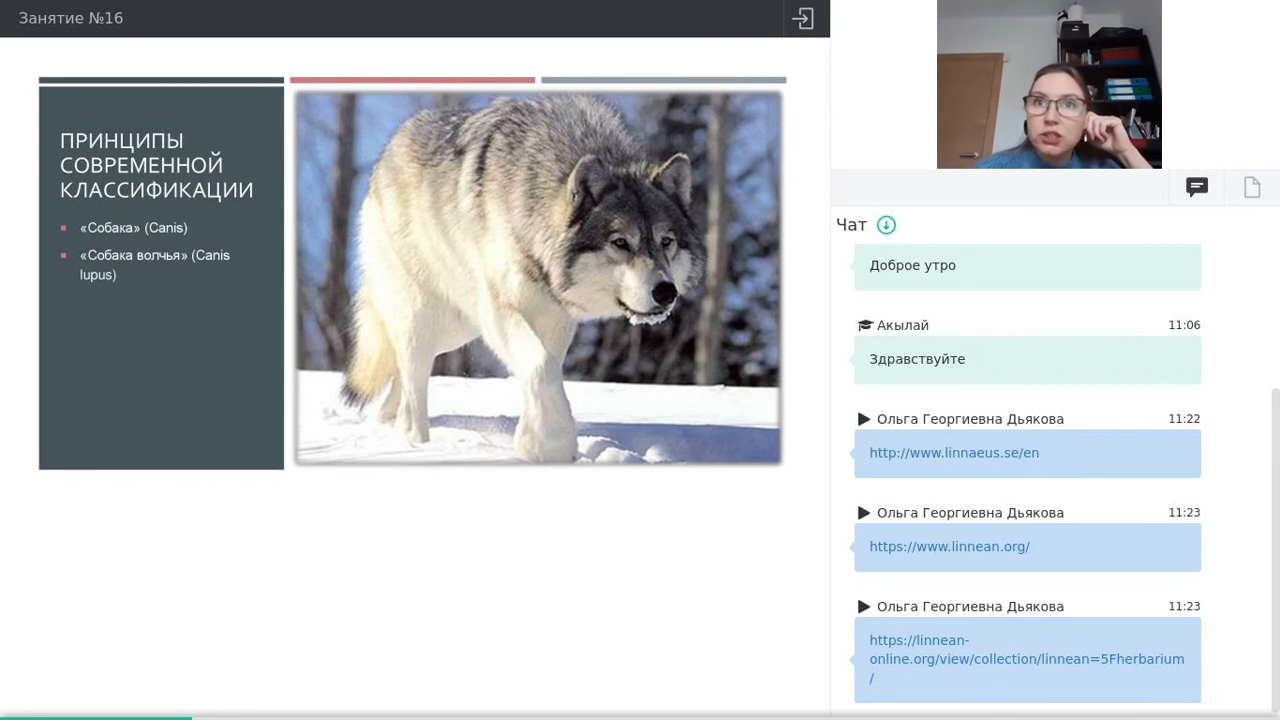 Занятие №16
ПРИНЦИПЫ
СОВРЕМЕННОЙ
КЛАССИФИКАЦИИ
«Собака» (Canis)
«Собака волчья» (Canis
lupus)
Чат
Доброе утро
Акылай 11:06
Здравствуйте
Ольга Георгиевна Дьякова 11:22
http://www.linnaeus.se/en
Ольга Георгиевна Дьякова 11:23
https://www.linnean.org/
Ольга Георгиевна Дьякова 11:23
https://linnean-
online.org/view/collection/linnean=5Fherbarium
/